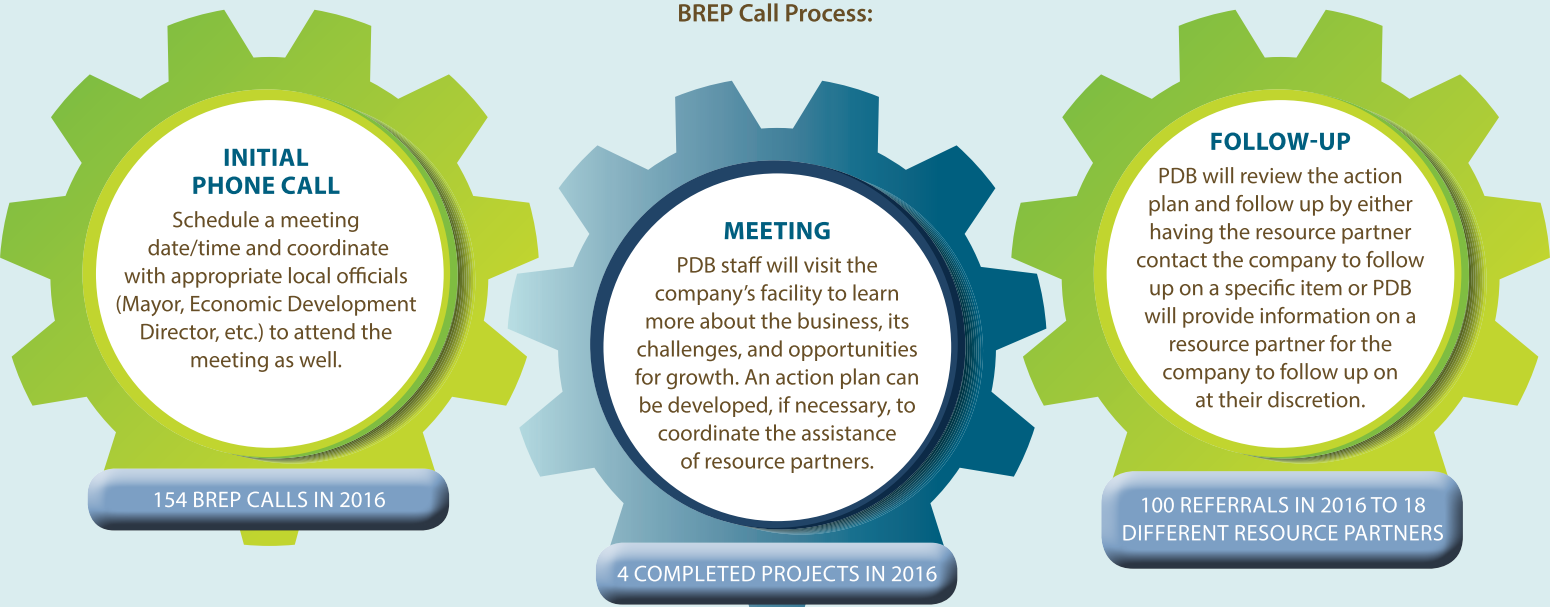 BREP Call Process:
INITIAL
PHONE CALL
Schedule a meeting
date/time and coordinate
with appropriate local officials
(Mayor, Economic Development
Director, etc.) to attend the
meeting as well.
154 BREP CALLS IN 2016
MEETING
PDB staff will visit the
company’s facility to learn
more about the business, its
challenges, and opportunities
for growth. An action plan can
be developed, if necessary, to
coordinate the assistance
of resource partners.
4 COMPLETED PROJECTS IN 2016
FOLLOW-UP
PDB will review the action
plan and follow up by either
having the resource partner
contact the company to follow
up on a specific item or PDB
will provide information on a
resource partner for the
company to follow up on
at their discretion.
100 REFERRALS IN 2016 TO 18
DIFFERENT RESOURCE PARTNERS